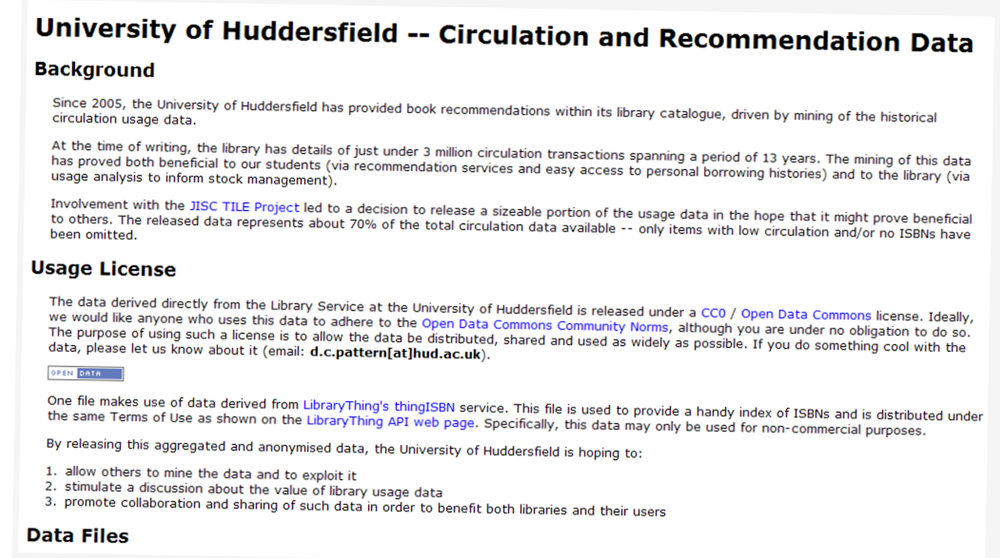 University of Huddersfield -- Circulation and Recommendation Data
Background
Since 2005, the University of Huddersfield has provided book recommendations within its library catalogue, driven by mining of the historical
circulation usage data.
At the time of writing, the library has details of just under 3 million circulation transactions spanning a period of 13 years. The mining of this data
has proved both beneficial to our students (via recommendation services and easy access to personal borrowing histories) and to the library (via
usage analysis to inform stock management).
Involvement with the JISC TILE Project led to a decision to release a sizeable portion of the usage data in the hope that it might prove beneficial
to others. The released data represents about 70% of the total circulation data available -- only items with low circulation and/or no ISBNs have
been omitted.
Usage License
The data derived directly from the Library Service at the University of Huddersfield is released under a CC0 / Open Data Commons license. Ideally,
we would like anyone who uses this data to adhere to the Open Data Commons Community Norms, although you are under no obligation to do so.
The purpose of using such a license is to allow the data be distributed, shared and used as widely as possible. If you do something cool with the
data, please let us know about it (email: d.c.pattern[at]hud.ac.uk).
OPEN DATA
One file makes use of data derived from LibraryThing's thingISBN service. This file is used to provide a handy index of ISBNs and is distributed under
the same Terms of Use as shown on the LibraryThing API web page. Specifically, this data may only be used for non-commercial purposes.
By releasing this aggregated and anonymised data, the University of Huddersfield is hoping to:
1. allow others to mine the data and to exploit it
2. stimulate a discussion about the value of library usage data
3. promote collaboration and sharing of such data in order to benefit both libraries and their users
Data Files